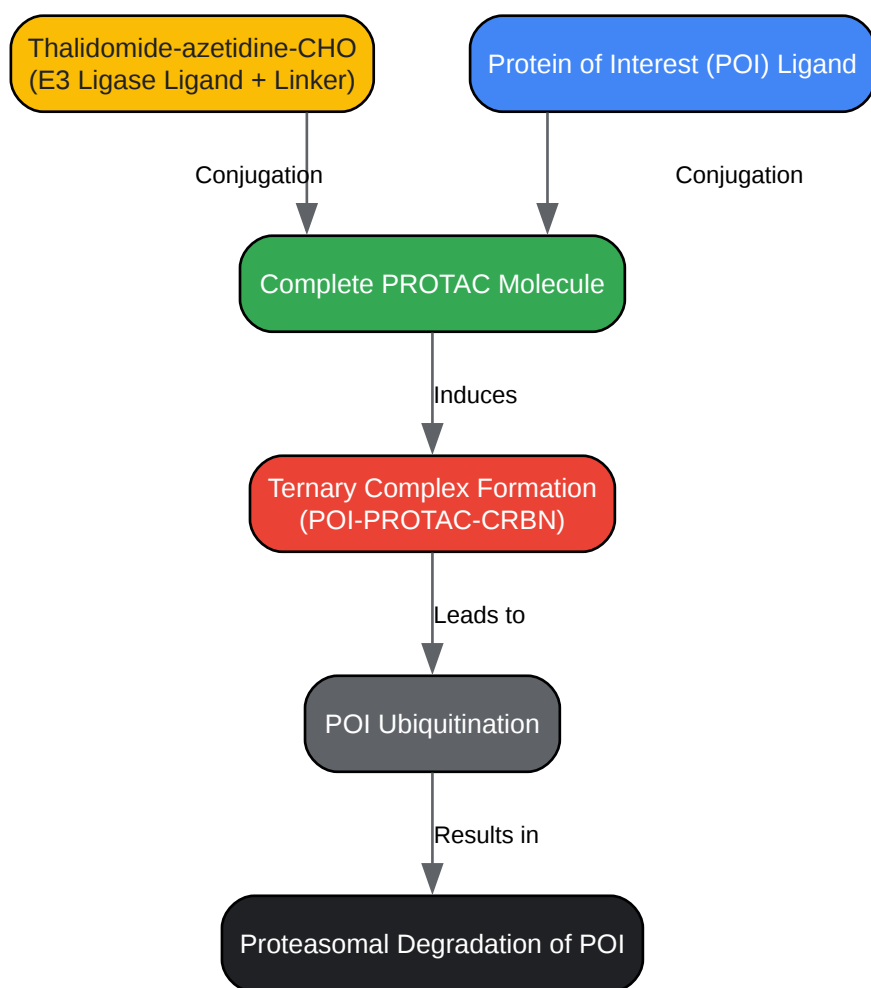 Thalidomide-azetidine-CHO
(E3 Ligase Ligand + Linker)
Protein of Interest (POI) Ligand
Conjugation
Conjugation
Complete PROTAC Molecule
Induces
Ternary Complex Formation
(POI-PROTAC-CRBN)
Leads to
POI Ubiquitination
Results in
Proteasomal Degradation of POI